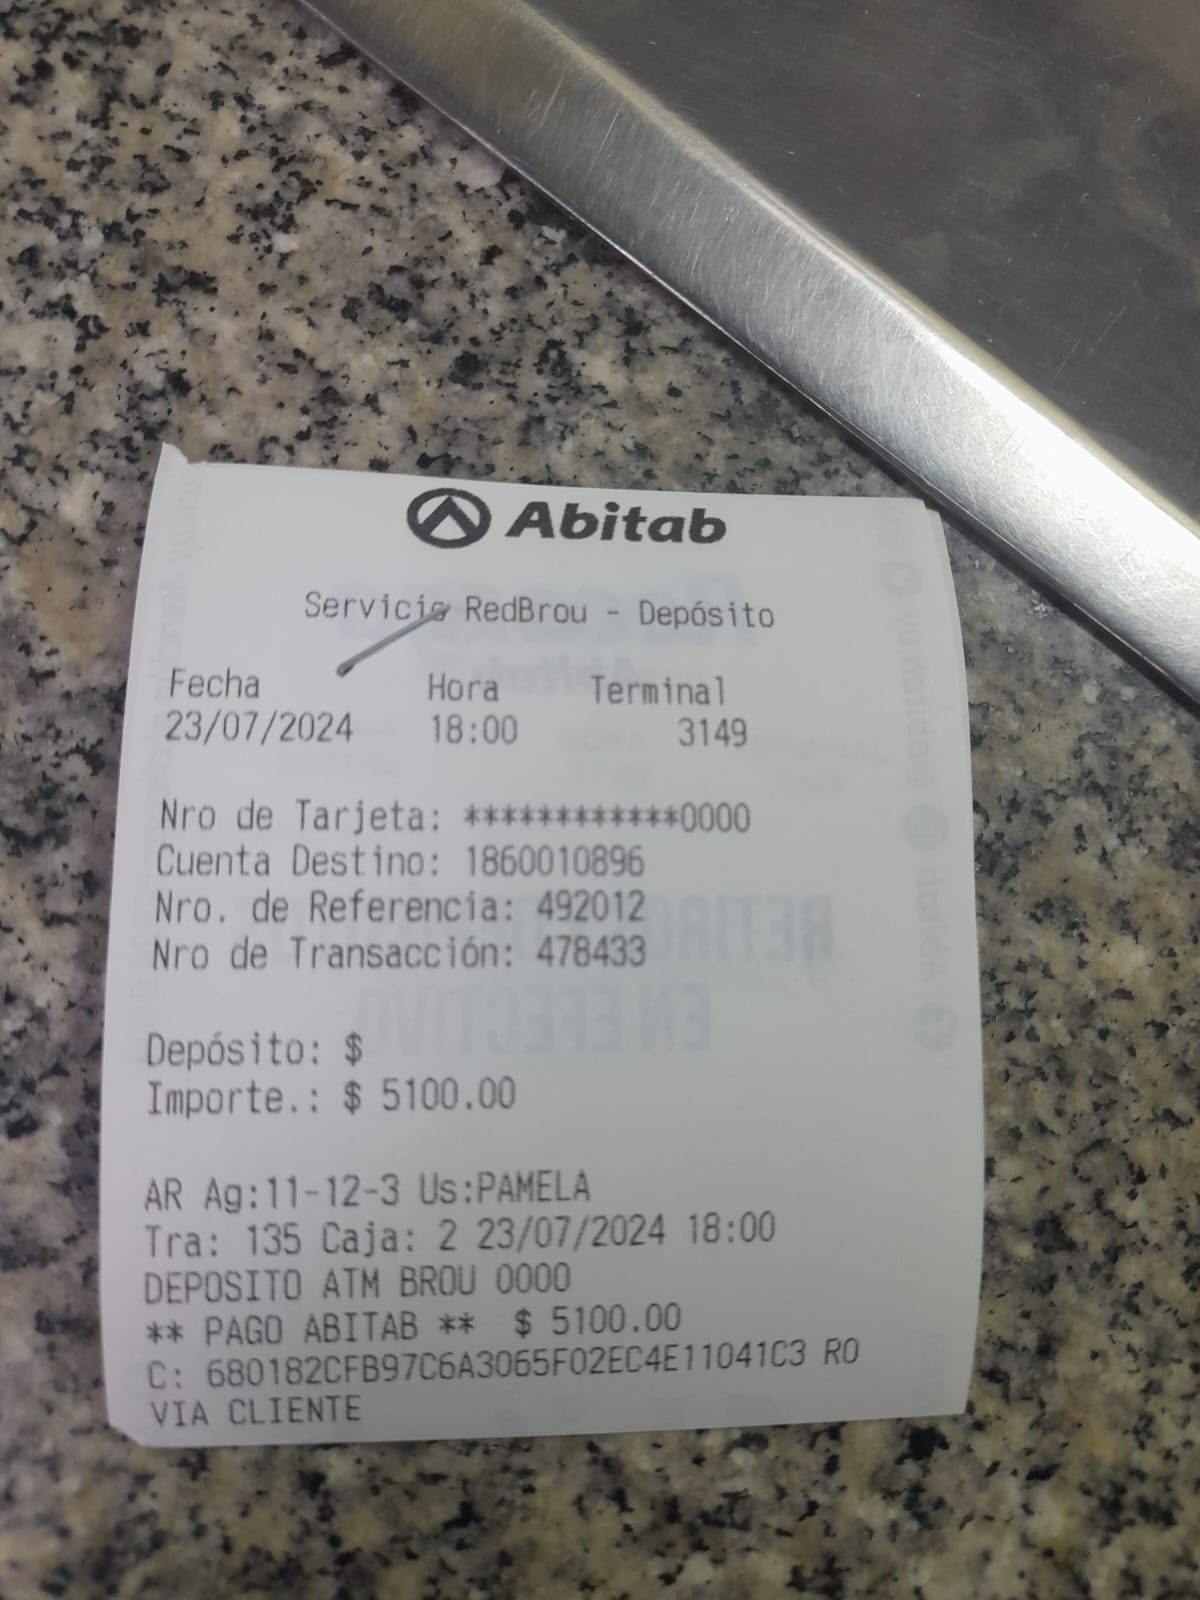 Abitab
Servicio RedBrou - Depósito
Fecha Hora Terminal
23/07/2024 18:00 3149
Nro de Tarjeta: ************0000
Cuenta Destino: 1860010896
Nro. de Referencia: 492012
Nro de Transacción: 478433
Depósito: $
Importe.: $ 5100.00
AR Ag:11-12-3 Us:PAMELA
Tra: 135 Caja: 2 23/07/2024 18:00
DEPOSITO ATM BROU 0000
** PAGO ABITAB ** $ 5100.00
C: 680182CFB97C6A3065F02EC4E11041C3 RO
VIA CLIENTE